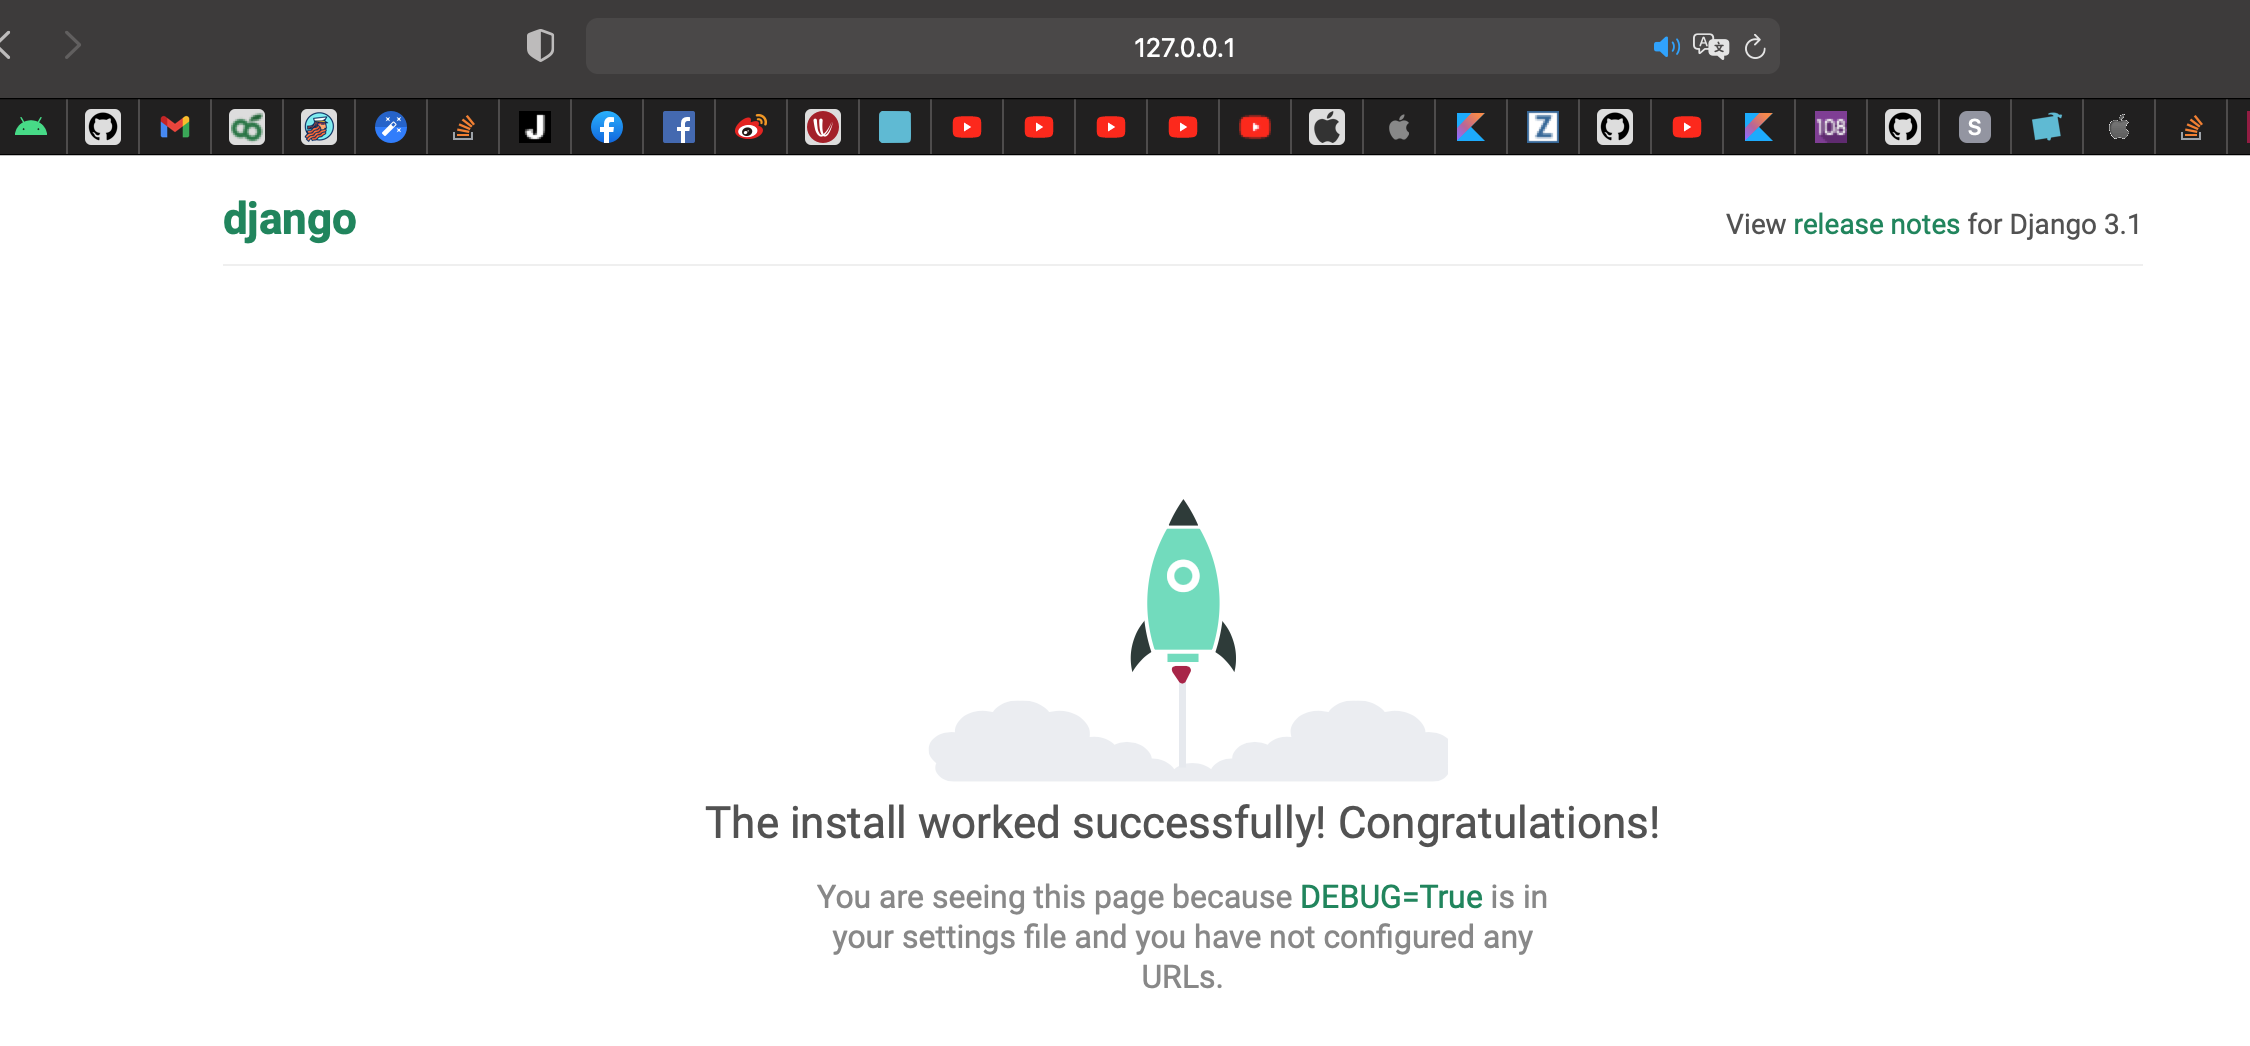 127.0.0.1
J
108
S
django
View release notes for Django 3.1
The install worked successfully! Congratulations!
You are seeing this page because DEBUG=True is in
your settings file and you have not configured any
URLs.